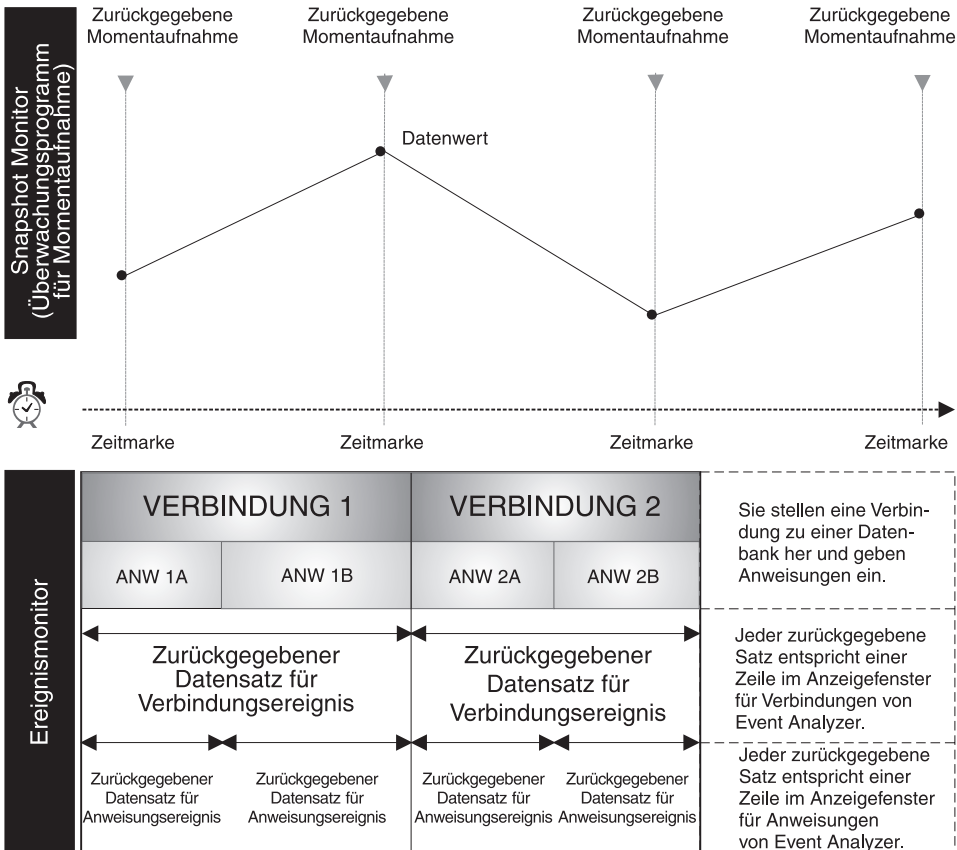 Zurückgegebene
Momentaufnahme
Zurückgegebene
Momentaufnahme
Zurückgegebene
Momentaufnahme
Zurückgegebene
Momentaufnahme
Snapshot Monitor
(Überwachungsprogramm
für Momentaufnahme)
Datenwert
Zeitmarke
Zeitmarke
Zeitmarke
Zeitmarke
Ereignismonitor
VERBINDUNG 1
VERBINDUNG 2
ANW 1A
ANW 1B
ANW 2A
ANW 2B
Sie stellen eine Verbin-
dung zu einer Daten-
bank her und geben
Anweisungen ein.
Zurückgegebener
Datensatz für
Verbindungsereignis
Zurückgegebener
Datensatz für
Verbindungsereignis
Jeder zurückgegebene
Satz entspricht einer
Zeile im Anzeigefenster
für Verbindungen von
Event Analyzer.
Zurückgegebener
Datensatz für
Anweisungsereignis
Zurückgegebener
Datensatz für
Anweisungsereignis
Zurückgegebener
Datensatz für
Anweisungsereignis
Zurückgegebener
Datensatz für
Anweisungsereignis
Jeder zurückgegebene
Satz entspricht einer
Zeile im Anzeigefenster
für Anweisungen
von Event Analyzer.